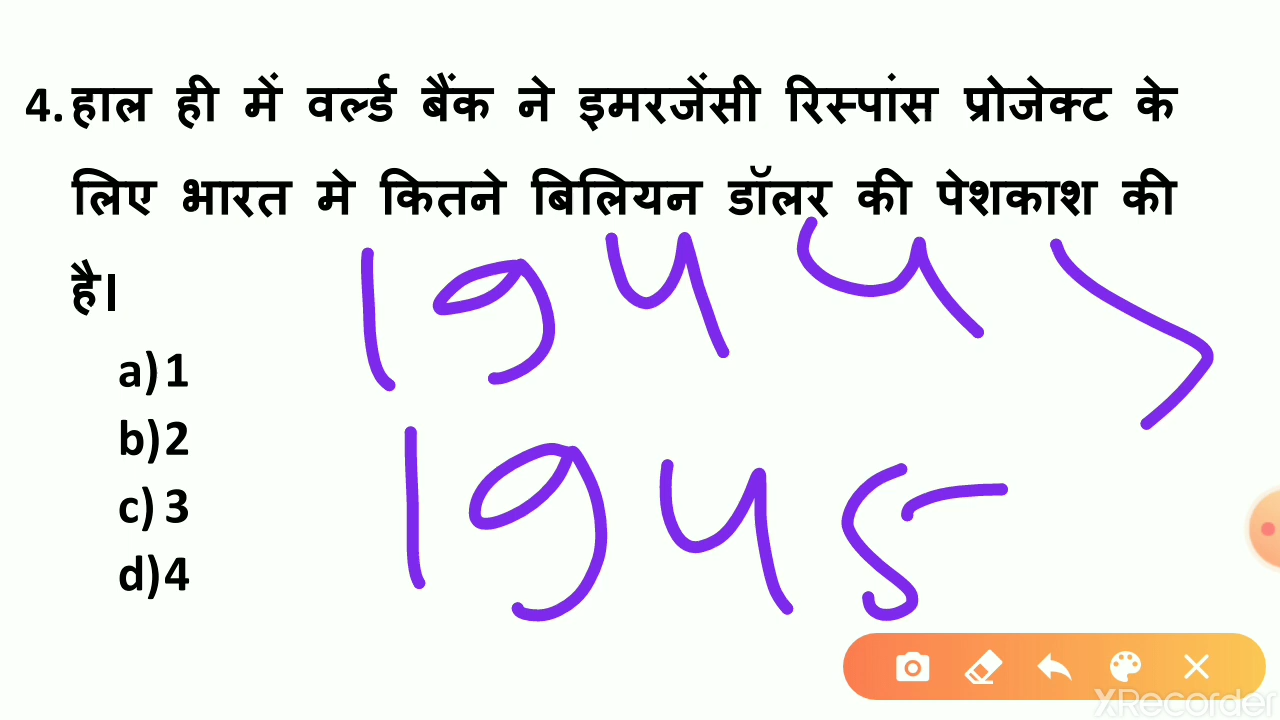 4. हाल ही में वर्ल्ड बैंक ने इमरजेंसी रिस्पांस प्रोजेक्ट के
लिए भारत मे कितने बिलियन डॉलर की पेशकाश की
है।
1944
a) 1
b) 2
1945
c) 3
d) 4
XRecorder